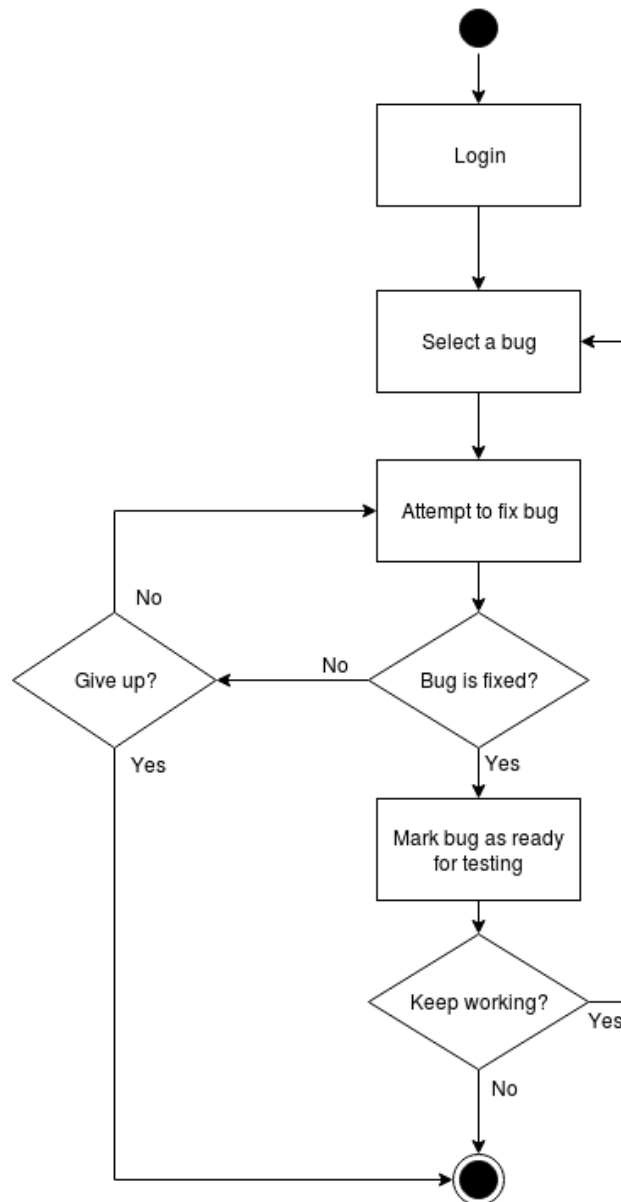 Login
Select a bug
Attempt to fix bug
No
Give up?
No
Bug is fixed?
Yes
Yes
Mark bug as ready
for testing
Keep working?
Yes
No